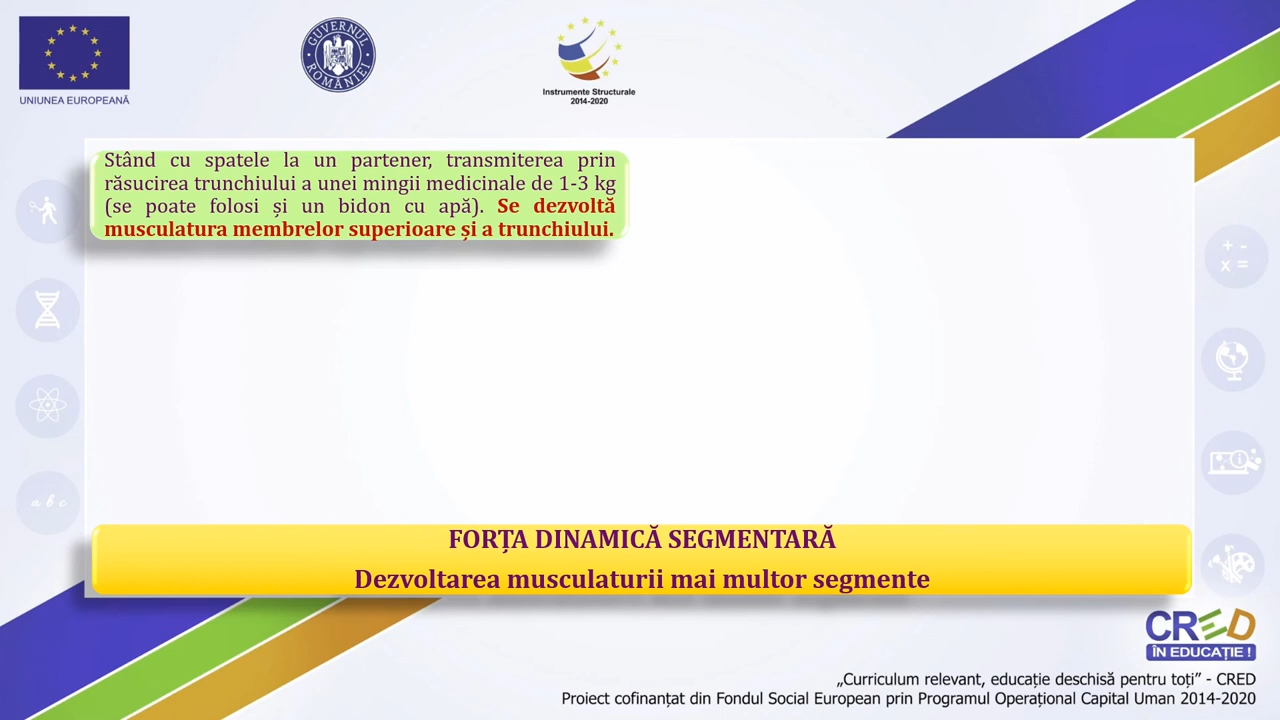 UNIUNEA EUROPEANĂ
GUVERNUL ROMÂNIEI
Instrumente Structurale
2014-2020
Stând cu spatele la un partener, transmiterea prin
răsucirea trunchiului a unei mingii medicinale de 1-3 kg
(se poate folosi și un bidon cu apă). Se dezvoltă
musculatura membrelor superioare și a trunchiului.
+ -
x =
a b c
FORȚA DINAMICĂ SEGMENTARĂ
Dezvoltarea musculaturii mai multor segmente
CRED
ÎN EDUCAȚIE !
„Curriculum relevant, educație deschisă pentru toți” - CRED
Proiect cofinanțat din Fondul Social European prin Programul Operațional Capital Uman 2014-2020